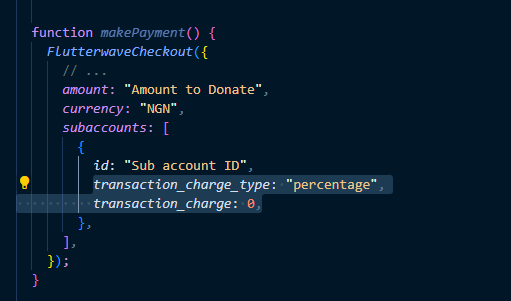 function makePayment() {
FlutterwaveCheckout({
// ...
amount: "Amount to Donate",
currency: "NGN",
subaccounts: [
{
id: "Sub account ID",
transaction_charge_type: "percentage",
transaction_charge: 0,
},
],
});
}